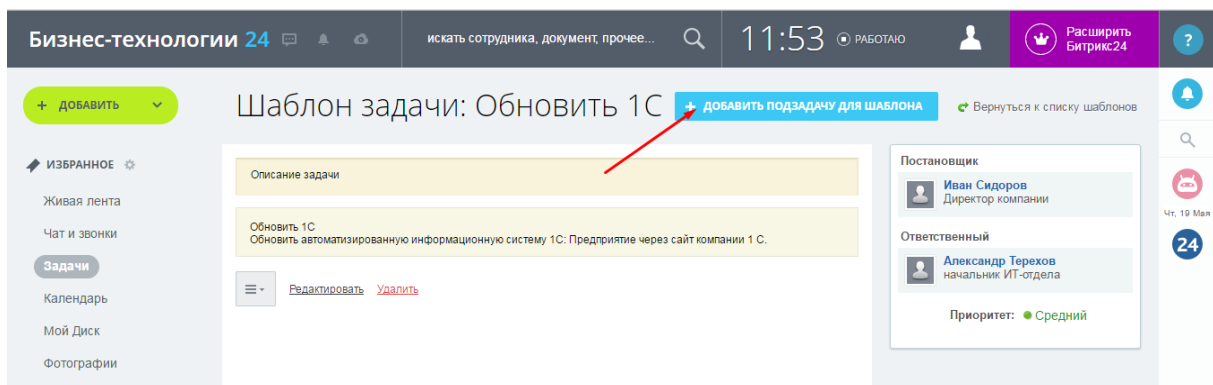 Бизнес-технологии 24
искать сотрудника, документ, прочее...
11:53
РАБОТАЮ
Расширить
Битрикс24
?
+ ДОБАВИТЬ
Шаблон задачи: Обновить 1С
+ ДОБАВИТЬ ПОДЗАДАЧУ ДЛЯ ШАБЛОНА
Вернуться к списку шаблонов
ИЗБРАННОЕ
Живая лента
Чат и звонки
Задачи
Календарь
Мой Диск
Фотографии
Описание задачи
Обновить 1С
Обновить автоматизированную информационную систему 1С: Предприятие через сайт компании 1 С.
Редактировать Удалить
Постановщик
Иван Сидоров
Директор компании
Ответственный
Александр Терехов
начальник ИТ-отдела
Приоритет: Средний
Чт, 19 Мая
24